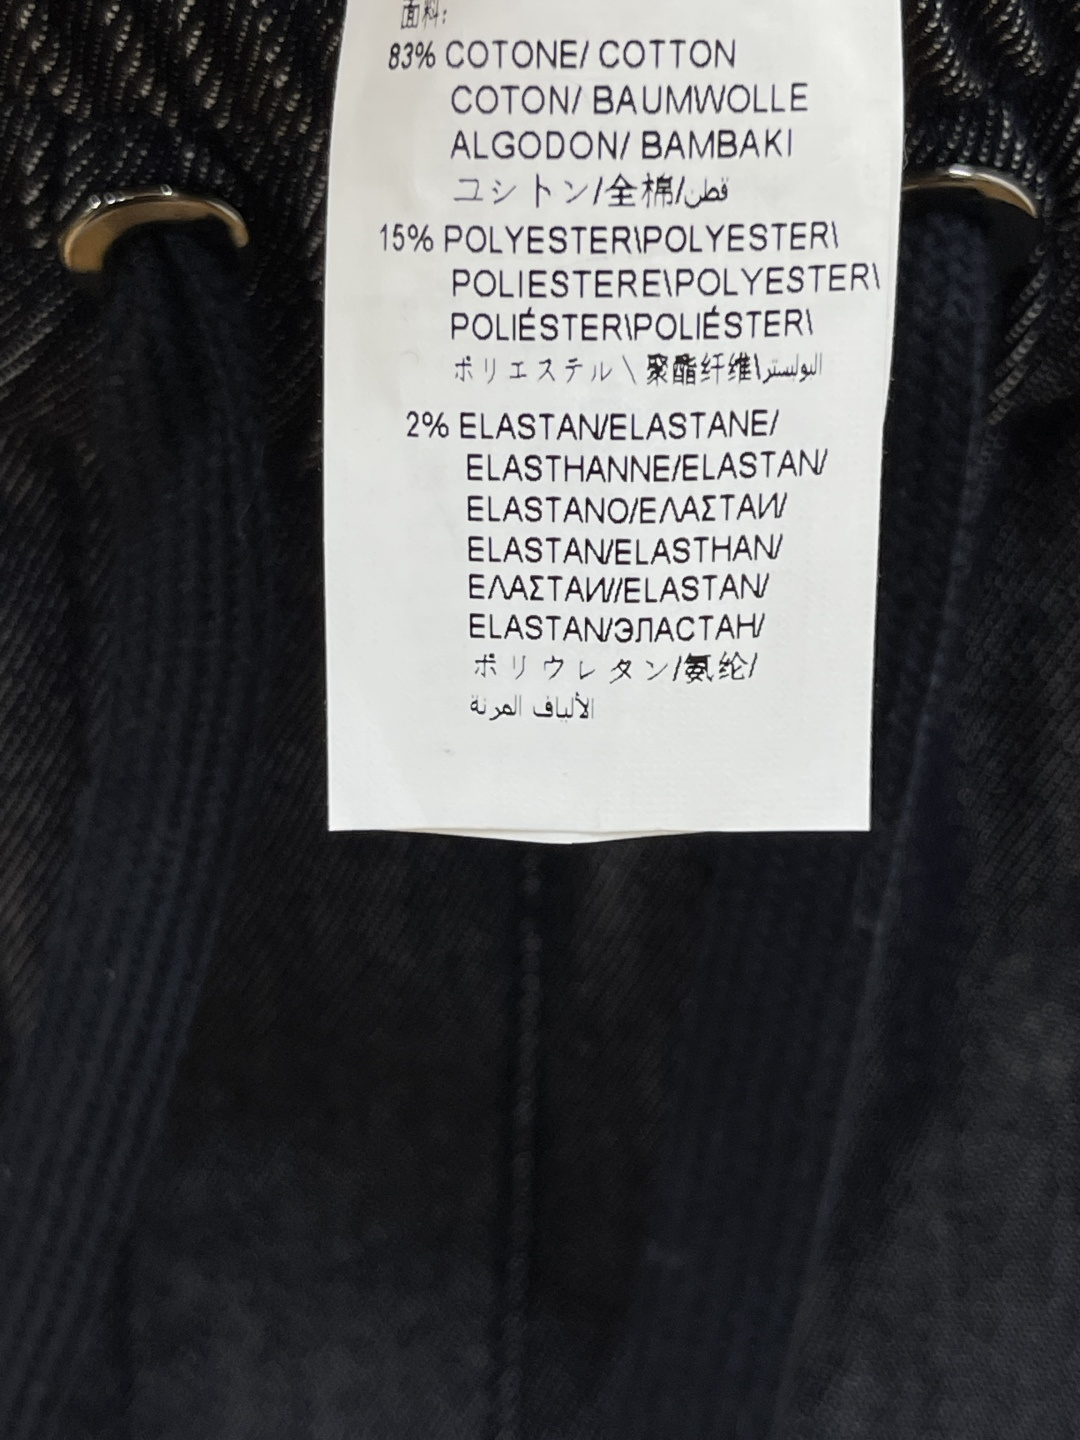 面料:
83% COTONE/ COTTON
COTON/ BAUMWOLLE
ALGODON/ BAMBAKI
ユシトン/全棉/قطن
15% POLYESTER\POLYESTER\
POLIESTERE\POLYESTER\
POLIÉSTER\POLIÉSTER\
ポリエステル\聚酯纤维\البوليستر
2% ELASTAN/ELASTANE/
ELASTHANNE/ELASTAN/
ELASTANO/ΕΛΑΣΤΑИ/
ELASTAN/ELASTHAN/
ΕΛΑΣΤΑИ//ELASTAN/
ELASTAN/ЭЛАСТАН/
ポリウレタン/氨纶/
الألياف المرنة